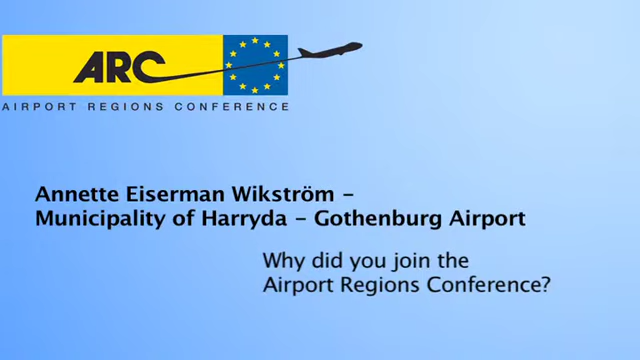 ARC
AIRPORT REGIONS CONFERENCE
Annette Eiserman Wikström -
Municipality of Harryda - Gothenburg Airport
Why did you join the
Airport Regions Conference?